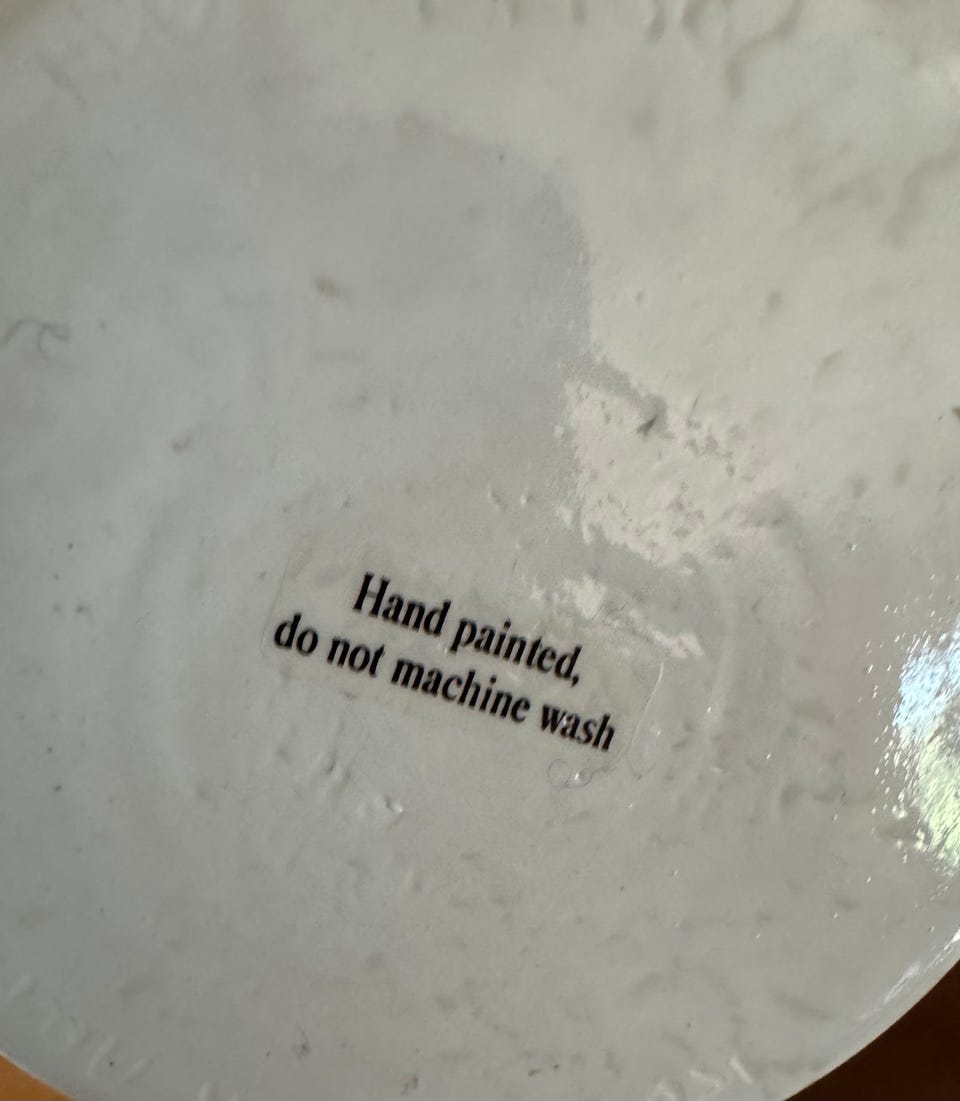 Hand painted,
do not machine wash